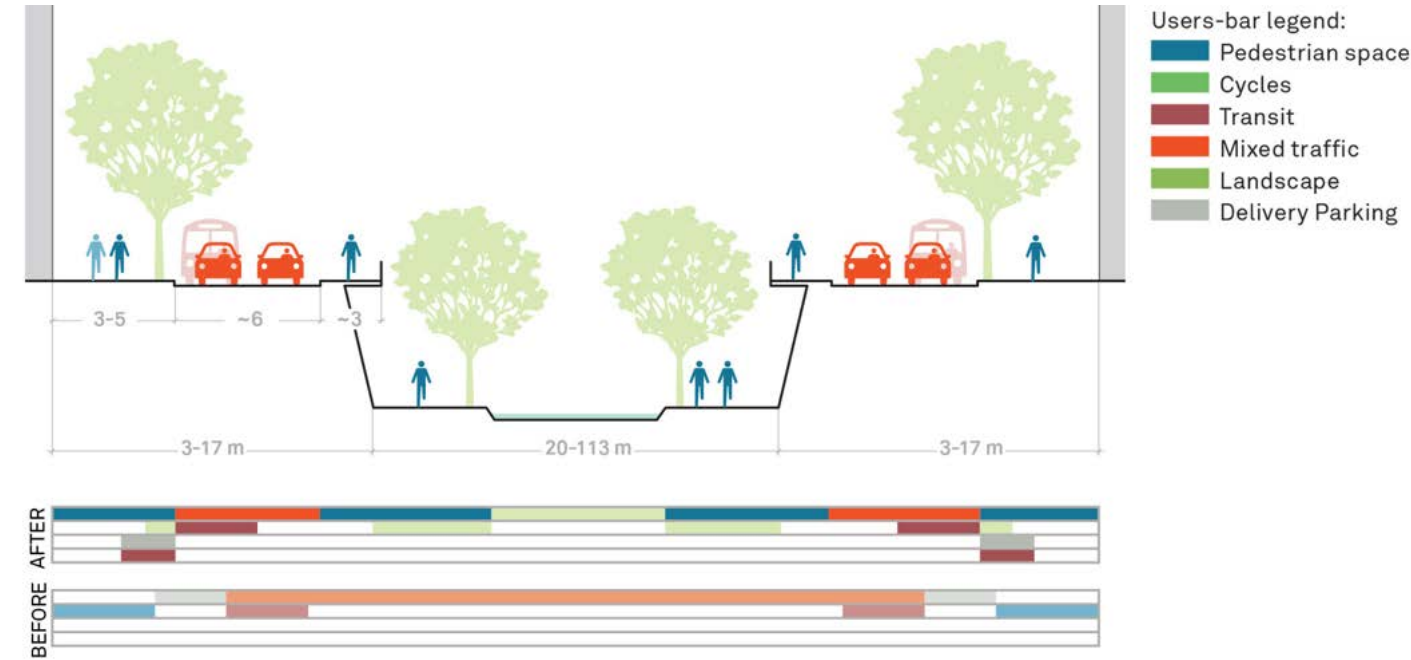 Users-bar legend:
Pedestrian space
Cycles
Transit
Mixed traffic
Landscape
Delivery Parking
3-5
~6
~3
3-17 m
20-113 m
3-17 m
AFTER
BEFORE